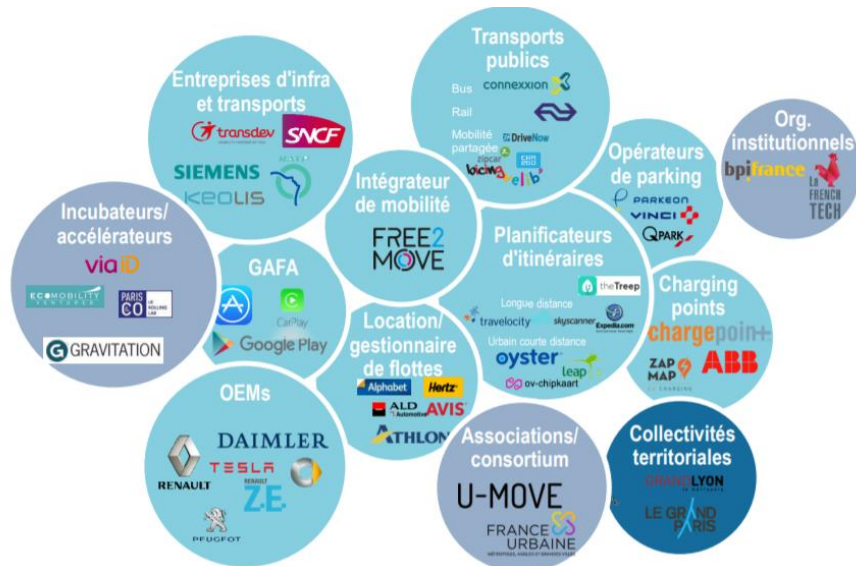 Transports
publics
Bus
connexxion
Rail
Mobilité
partagée
DriveNow
zipcar
Entreprises d'infra
et transports
transdev
SNCF
SIEMENS
KEOLIS
RATP
Org.
institutionnels
bpifrance
La
FRENCH
TECH
Opérateurs
de parking
PARKEON
VINCI
QPARK
Intégrateur
de mobilité
FREE2
MOVE
Incubateurs/
accélérateurs
via iD
ECOMOBILITY
VENTURES
PARIS
CO
GRAVITATION
GAFA
CarPlay
Google Play
Planificateurs
d'itinéraires
theTreep
Longue distance
travelocity
skyscanner
Expedia.com
Urbain courte distance
oyster
leap
ov-chipkaart
Charging
points
chargepoin+
ZAP
MAP
ABB
Location/
gestionnaire
de flottes
Alphabet
Hertz
ALD
Automotive
AVIS
ATHLON
OEMs
DAIMLER
RENAULT
TESLA
RENAULT
Z.E.
PEUGEOT
Associations/
consortium
U-MOVE
FRANCE
URBAINE
Collectivités
territoriales
GRANDLYON
la métropole
LE GRAND
PARIS